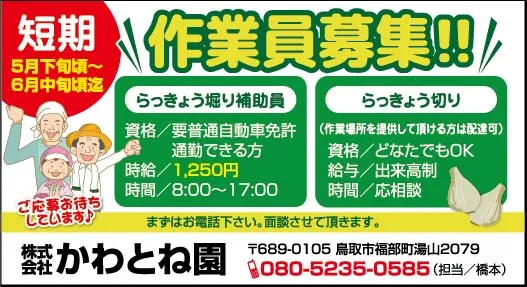 短期
5月下旬頃～
6月中旬頃迄
作業員募集!!
らっきょう堀り補助員
資格／要普通自動車免許
通勤できる方
時給／1,250円
時間／8:00～17:00
らっきょう切り
(作業場所を提供して頂ける方は配達可)
資格／どなたでもOK
給与／出来高制
時間／応相談
ご応募お待ち
しています♪
まずはお電話下さい。面談させて頂きます。
株式会社 かわとね園
〒689-0105 鳥取市福部町湯山2079
080-5235-0585(担当／橋本)